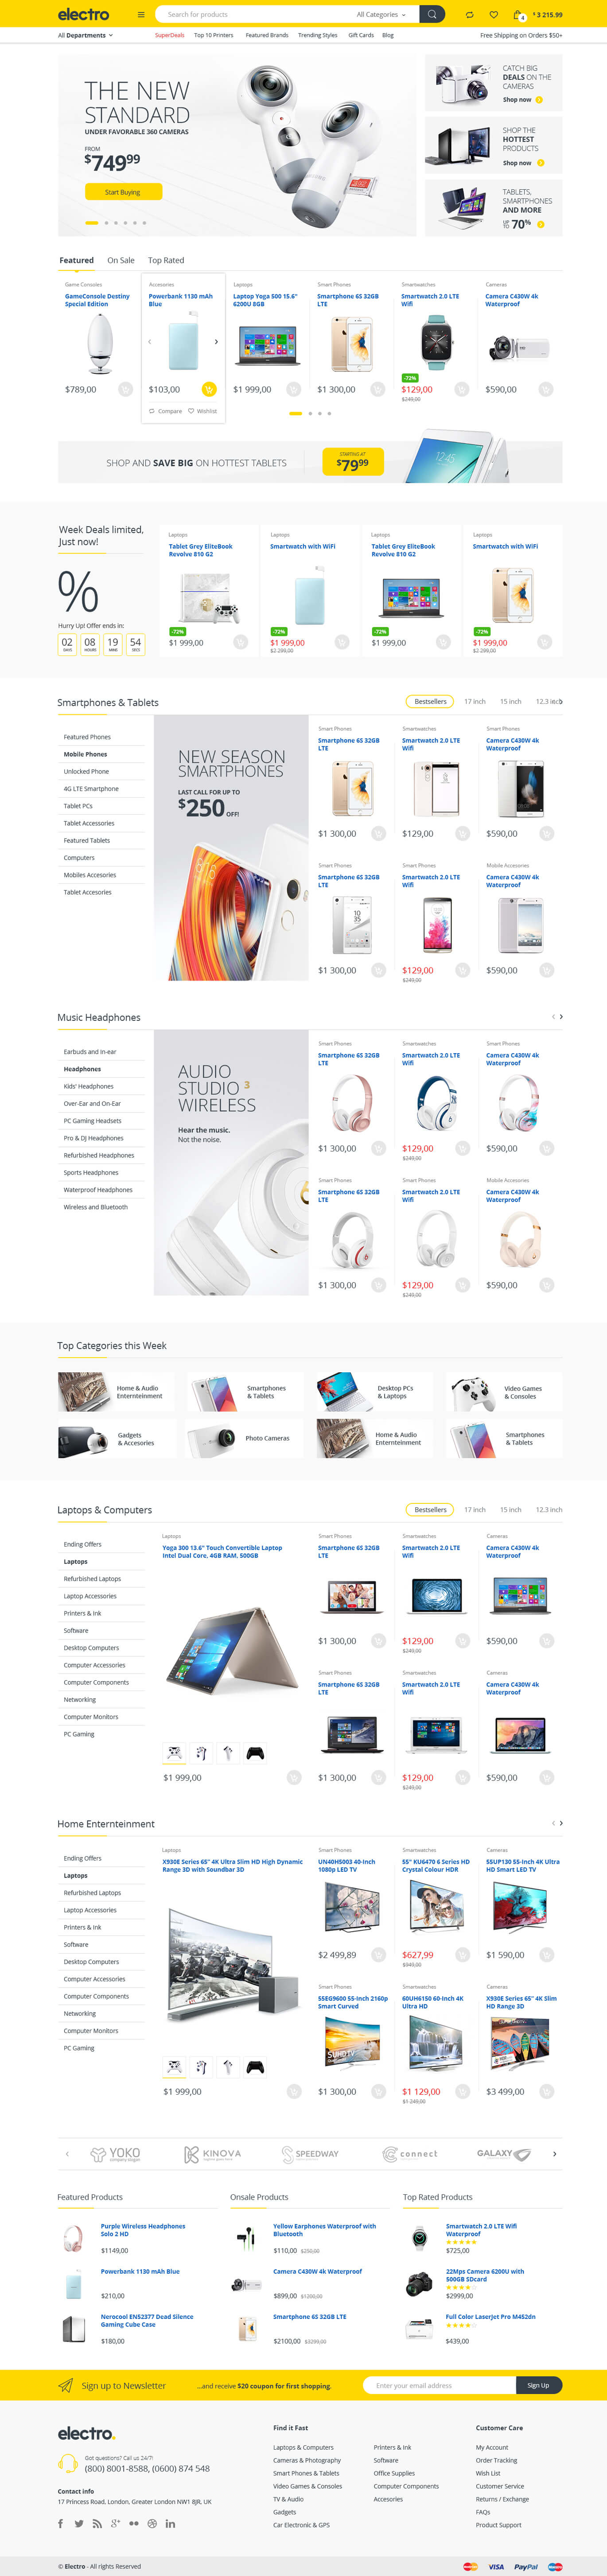 electro
Search for products
All Categories
4
$ 3 215.99
All Departments
SuperDeals
Top 10 Printers
Featured Brands
Trending Styles
Gift Cards
Blog
Free Shipping on Orders $50+
THE NEW
STANDARD
UNDER FAVORABLE 360 CAMERAS
FROM
$749 99
Start Buying
CATCH BIG
DEALS ON THE
CAMERAS
Shop now
SHOP THE
HOTTEST
PRODUCTS
Shop now
TABLETS,
SMARTPHONES
AND MORE
UP TO 70%
Featured
On Sale
Top Rated
Game Consoles
GameConsole Destiny
Special Edition
$789,00
Accesories
Powerbank 1130 mAh
Blue
$103,00
Compare
Wishlist
Laptops
Laptop Yoga 500 15.6"
6200U 8GB
$1 999,00
Smart Phones
Smartphone 6S 32GB
LTE
$1 300,00
Smartwatches
Smartwatch 2.0 LTE
Wifi
-72%
$129,00
$249,00
Cameras
Camera C430W 4k
Waterproof
$590,00
SHOP AND SAVE BIG ON HOTTEST TABLETS
STARTING AT
$79 99
Week Deals limited,
Just now!
%
Hurry Up! Offer ends in:
02
DAYS
08
HOURS
19
MINS
54
SECS
Laptops
Tablet Grey EliteBook
Revolve 810 G2
-72%
$1 999,00
Laptops
Smartwatch with WiFi
-72%
$1 999,00
$2 299,00
Laptops
Tablet Grey EliteBook
Revolve 810 G2
-72%
$1 999,00
Laptops
Smartwatch with WiFi
-72%
$1 999,00
$2 299,00
Smartphones & Tablets
Bestsellers
17 inch
15 inch
12.3 inch
Featured Phones
Mobile Phones
Unlocked Phone
4G LTE Smartphone
Tablet PCs
Tablet Accessories
Featured Tablets
Computers
Mobiles Accesories
Tablet Accesories
NEW SEASON
SMARTPHONES
LAST CALL FOR UP TO
$250 OFF!
Smart Phones
Smartphone 6S 32GB
LTE
$1 300,00
Smartwatches
Smartwatch 2.0 LTE
Wifi
$129,00
Smart Phones
Camera C430W 4k
Waterproof
$590,00
Smart Phones
Smartphone 6S 32GB
LTE
$1 300,00
Smart Phones
Smartwatch 2.0 LTE
Wifi
$129,00
$249,00
Mobile Accesories
Camera C430W 4k
Waterproof
$590,00
Music Headphones
Earbuds and in-ear
Headphones
Kids' Headphones
Over-Ear and On-Ear
PC Gaming Headsets
Pro & DJ Headphones
Refurbished Headphones
Sports Headphones
Waterproof Headphones
Wireless and Bluetooth
AUDIO
STUDIO 3
WIRELESS
Hear the music.
Not the noise.
Smart Phones
Smartphone 6S 32GB
LTE
$1 300,00
Smartwatches
Smartwatch 2.0 LTE
Wifi
$129,00
$249,00
Smart Phones
Camera C430W 4k
Waterproof
$590,00
Smart Phones
Smartphone 6S 32GB
LTE
$1 300,00
Smart Phones
Smartwatch 2.0 LTE
Wifi
$129,00
$249,00
Mobile Accesories
Camera C430W 4k
Waterproof
$590,00
Top Categories this Week
Home & Audio
Enternteinment
Smartphones
& Tablets
Desktop PCs
& Laptops
Video Games
& Consoles
Gadgets
& Accesories
Photo Cameras
Home & Audio
Enternteinment
Smartphones
& Tablets
Laptops & Computers
Bestsellers
17 inch
15 inch
12.3 inch
Ending Offers
Laptops
Refurbished Laptops
Laptop Accessories
Printers & Ink
Software
Desktop Computers
Computer Accessories
Computer Components
Networking
Computer Monitors
PC Gaming
Laptops
Yoga 300 13.6" Touch Convertible Laptop
Intel Dual Core, 4GB RAM, 500GB
$1 999,00
Smart Phones
Smartphone 6S 32GB
LTE
$1 300,00
Smartwatches
Smartwatch 2.0 LTE
Wifi
$129,00
$249,00
Cameras
Camera C430W 4k
Waterproof
$590,00
Smart Phones
Smartphone 6S 32GB
LTE
$1 300,00
Smartwatches
Smartwatch 2.0 LTE
Wifi
$129,00
$249,00
Cameras
Camera C430W 4k
Waterproof
$590,00
Home Enternteinment
Ending Offers
Laptops
Refurbished Laptops
Laptop Accessories
Printers & Ink
Software
Desktop Computers
Computer Accessories
Computer Components
Networking
Computer Monitors
PC Gaming
Laptops
X930E Series 65" 4K Ultra Slim HD High Dynamic
Range 3D with Soundbar 3D
$1 999,00
Smart Phones
UN40H5003 40-Inch
1080p LED TV
$2 499,89
Smartwatches
55" KU6470 6 Series HD
Crystal Colour HDR
$627,99
$949,00
Cameras
55UP130 55-Inch 4K Ultra
HD Smart LED TV
$1 590,00
Smart Phones
55EG9600 55-Inch 2160p
Smart Curved
$1 300,00
Smartwatches
60UH6150 60-Inch 4K
Ultra HD
$1 129,00
$1 249,00
Cameras
X930E Series 65" 4K Slim
HD Range 3D
SUHD TV
$3 499,00
YOKO
KINOVA
SPEEDWAY
connect
GALAXY
Featured Products
Purple Wireless Headphones
Solo 2 HD
$1149,00
Powerbank 1130 mAh Blue
$210,00
Nerocool EN52377 Dead Silence
Gaming Cube Case
$180,00
Onsale Products
Yellow Earphones Waterproof with
Bluetooth
$110,00 $250,00
Camera C430W 4k Waterproof
$899,00 $1200,00
Smartphone 6S 32GB LTE
$2100,00 $3299,00
Top Rated Products
Smartwatch 2.0 LTE Wifi
Waterproof
$725,00
22Mps Camera 6200U with
500GB SDcard
$2999,00
Full Color LaserJet Pro M452dn
$439,00
Sign up to Newsletter
...and receive $20 coupon for first shopping.
Enter your email address
Sign Up
electro.
Got questions? Call us 24/7!
(800) 8001-8588, (0600) 874 548
Contact info
17 Princess Road, London, Greater London NW1 8JR, UK
Find it Fast
Laptops & Computers
Cameras & Photography
Smart Phones & Tablets
Video Games & Consoles
TV & Audio
Gadgets
Car Electronic & GPS
Printers & Ink
Software
Office Supplies
Computer Components
Accesories
Customer Care
My Account
Order Tracking
Wish List
Customer Service
Returns / Exchange
FAQs
Product Support
© Electro - All rights Reserved
VISA
PayPal